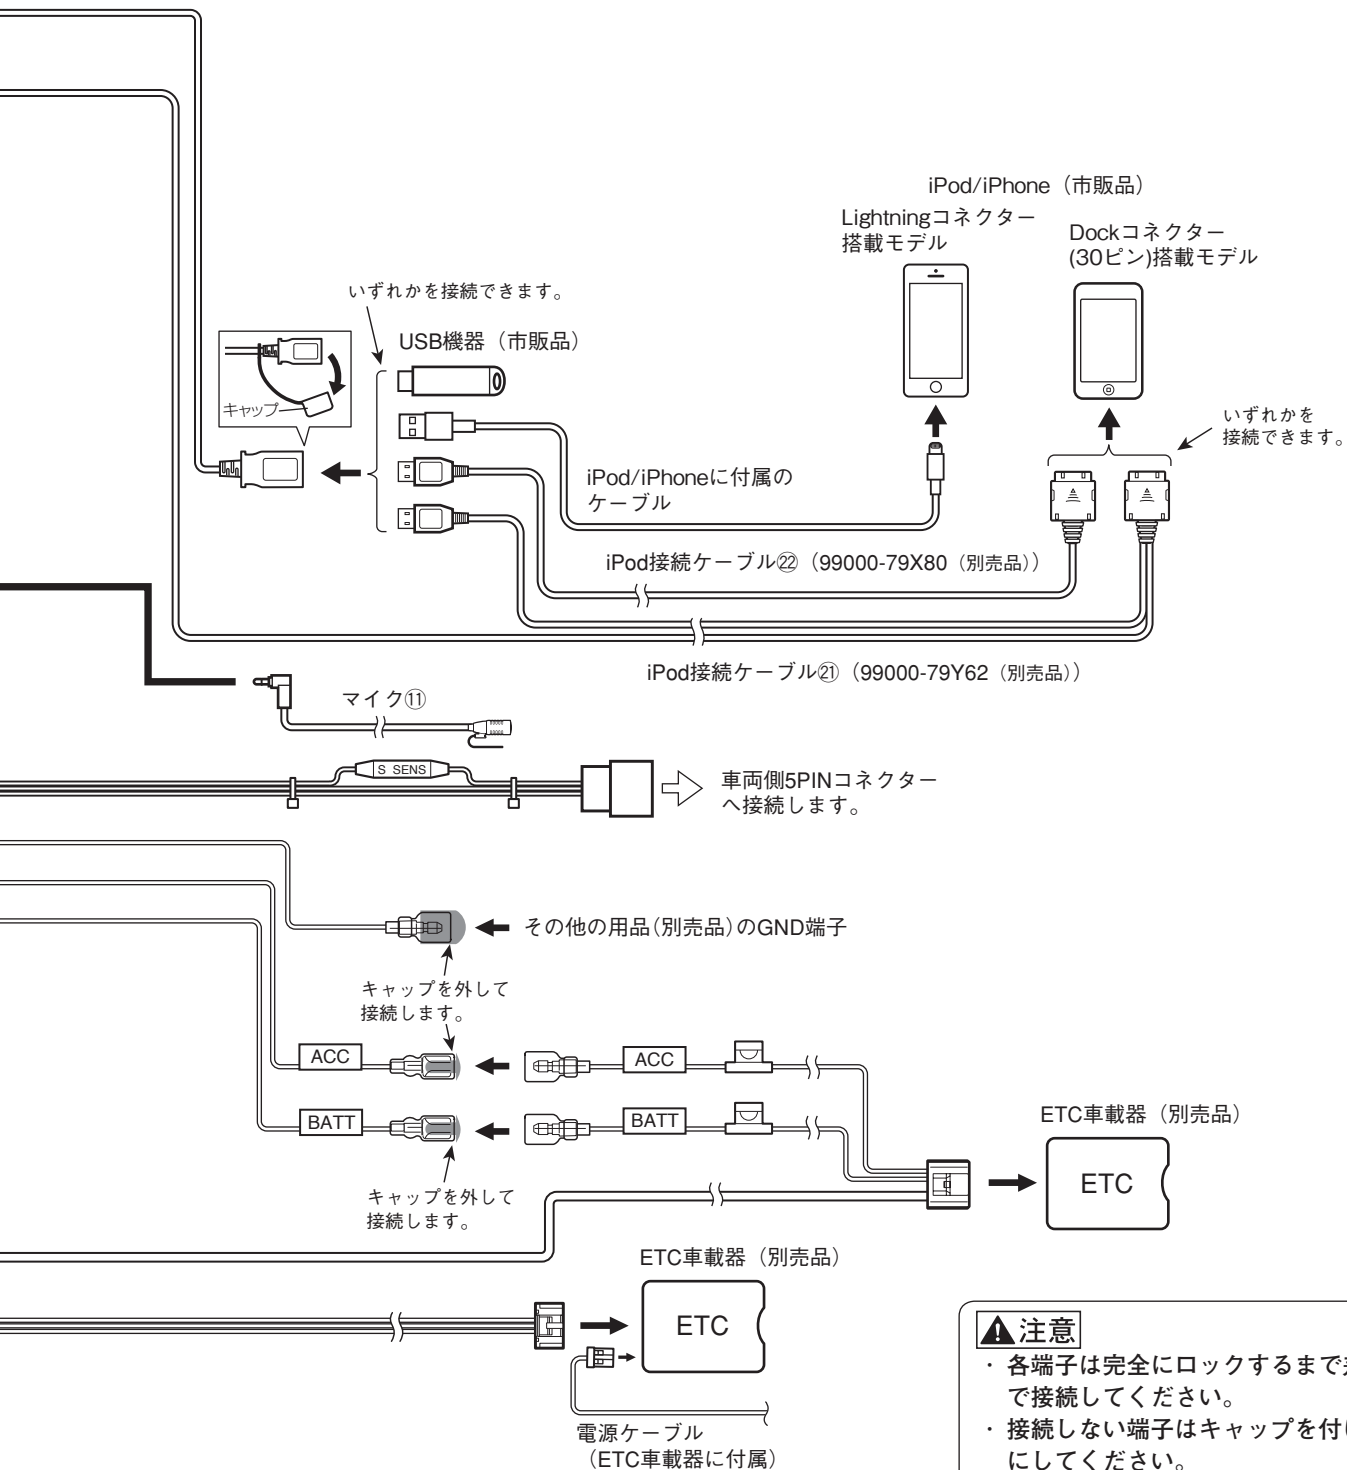 iPod/iPhone（市販品）
Lightningコネクター
搭載モデル
Dockコネクター
(30ピン)搭載モデル
いずれかを接続できます。
USB機器（市販品）
キャップ
いずれかを
接続できます。
iPod/iPhoneに付属の
ケーブル
iPod接続ケーブル㉒（99000-79X80（別売品））
iPod接続ケーブル㉑（99000-79Y62（別売品））
マイク⑪
S SENS
車両側5PINコネクター
へ接続します。
その他の用品（別売品）のGND端子
キャップを外して
接続します。
ACC
ACC
BATT
BATT
キャップを外して
接続します。
ETC車載器（別売品）
ETC
ETC車載器（別売品）
ETC
電源ケーブル
（ETC車載器に付属）
注意
・ 各端子は完全にロックするまで
で接続してください。
・ 接続しない端子はキャップを付け
にしてください。